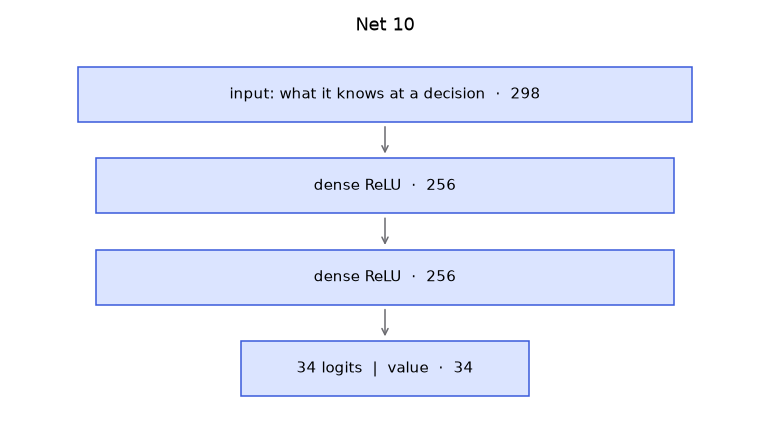 Net 10
input: what it knows at a decision · 298
dense ReLU · 256
dense ReLU · 256
34 logits | value · 34